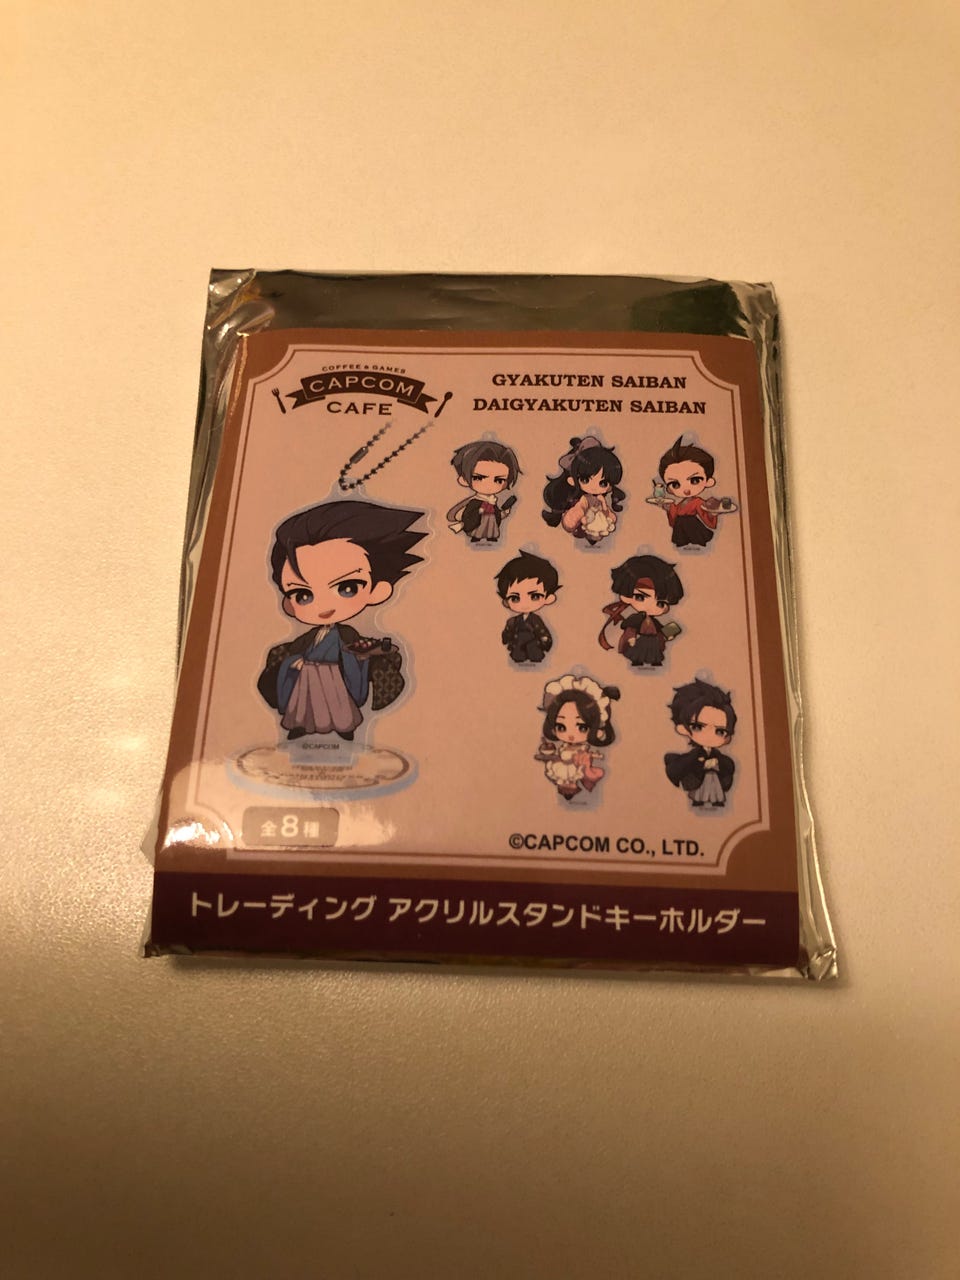 COFFEE & GAMES
CAPCOM
CAFE
GYAKUTEN SAIBAN
DAIGYAKUTEN SAIBAN
©CAPCOM
全8種
©CAPCOM CO., LTD.
トレーディング アクリルスタンドキーホルダー